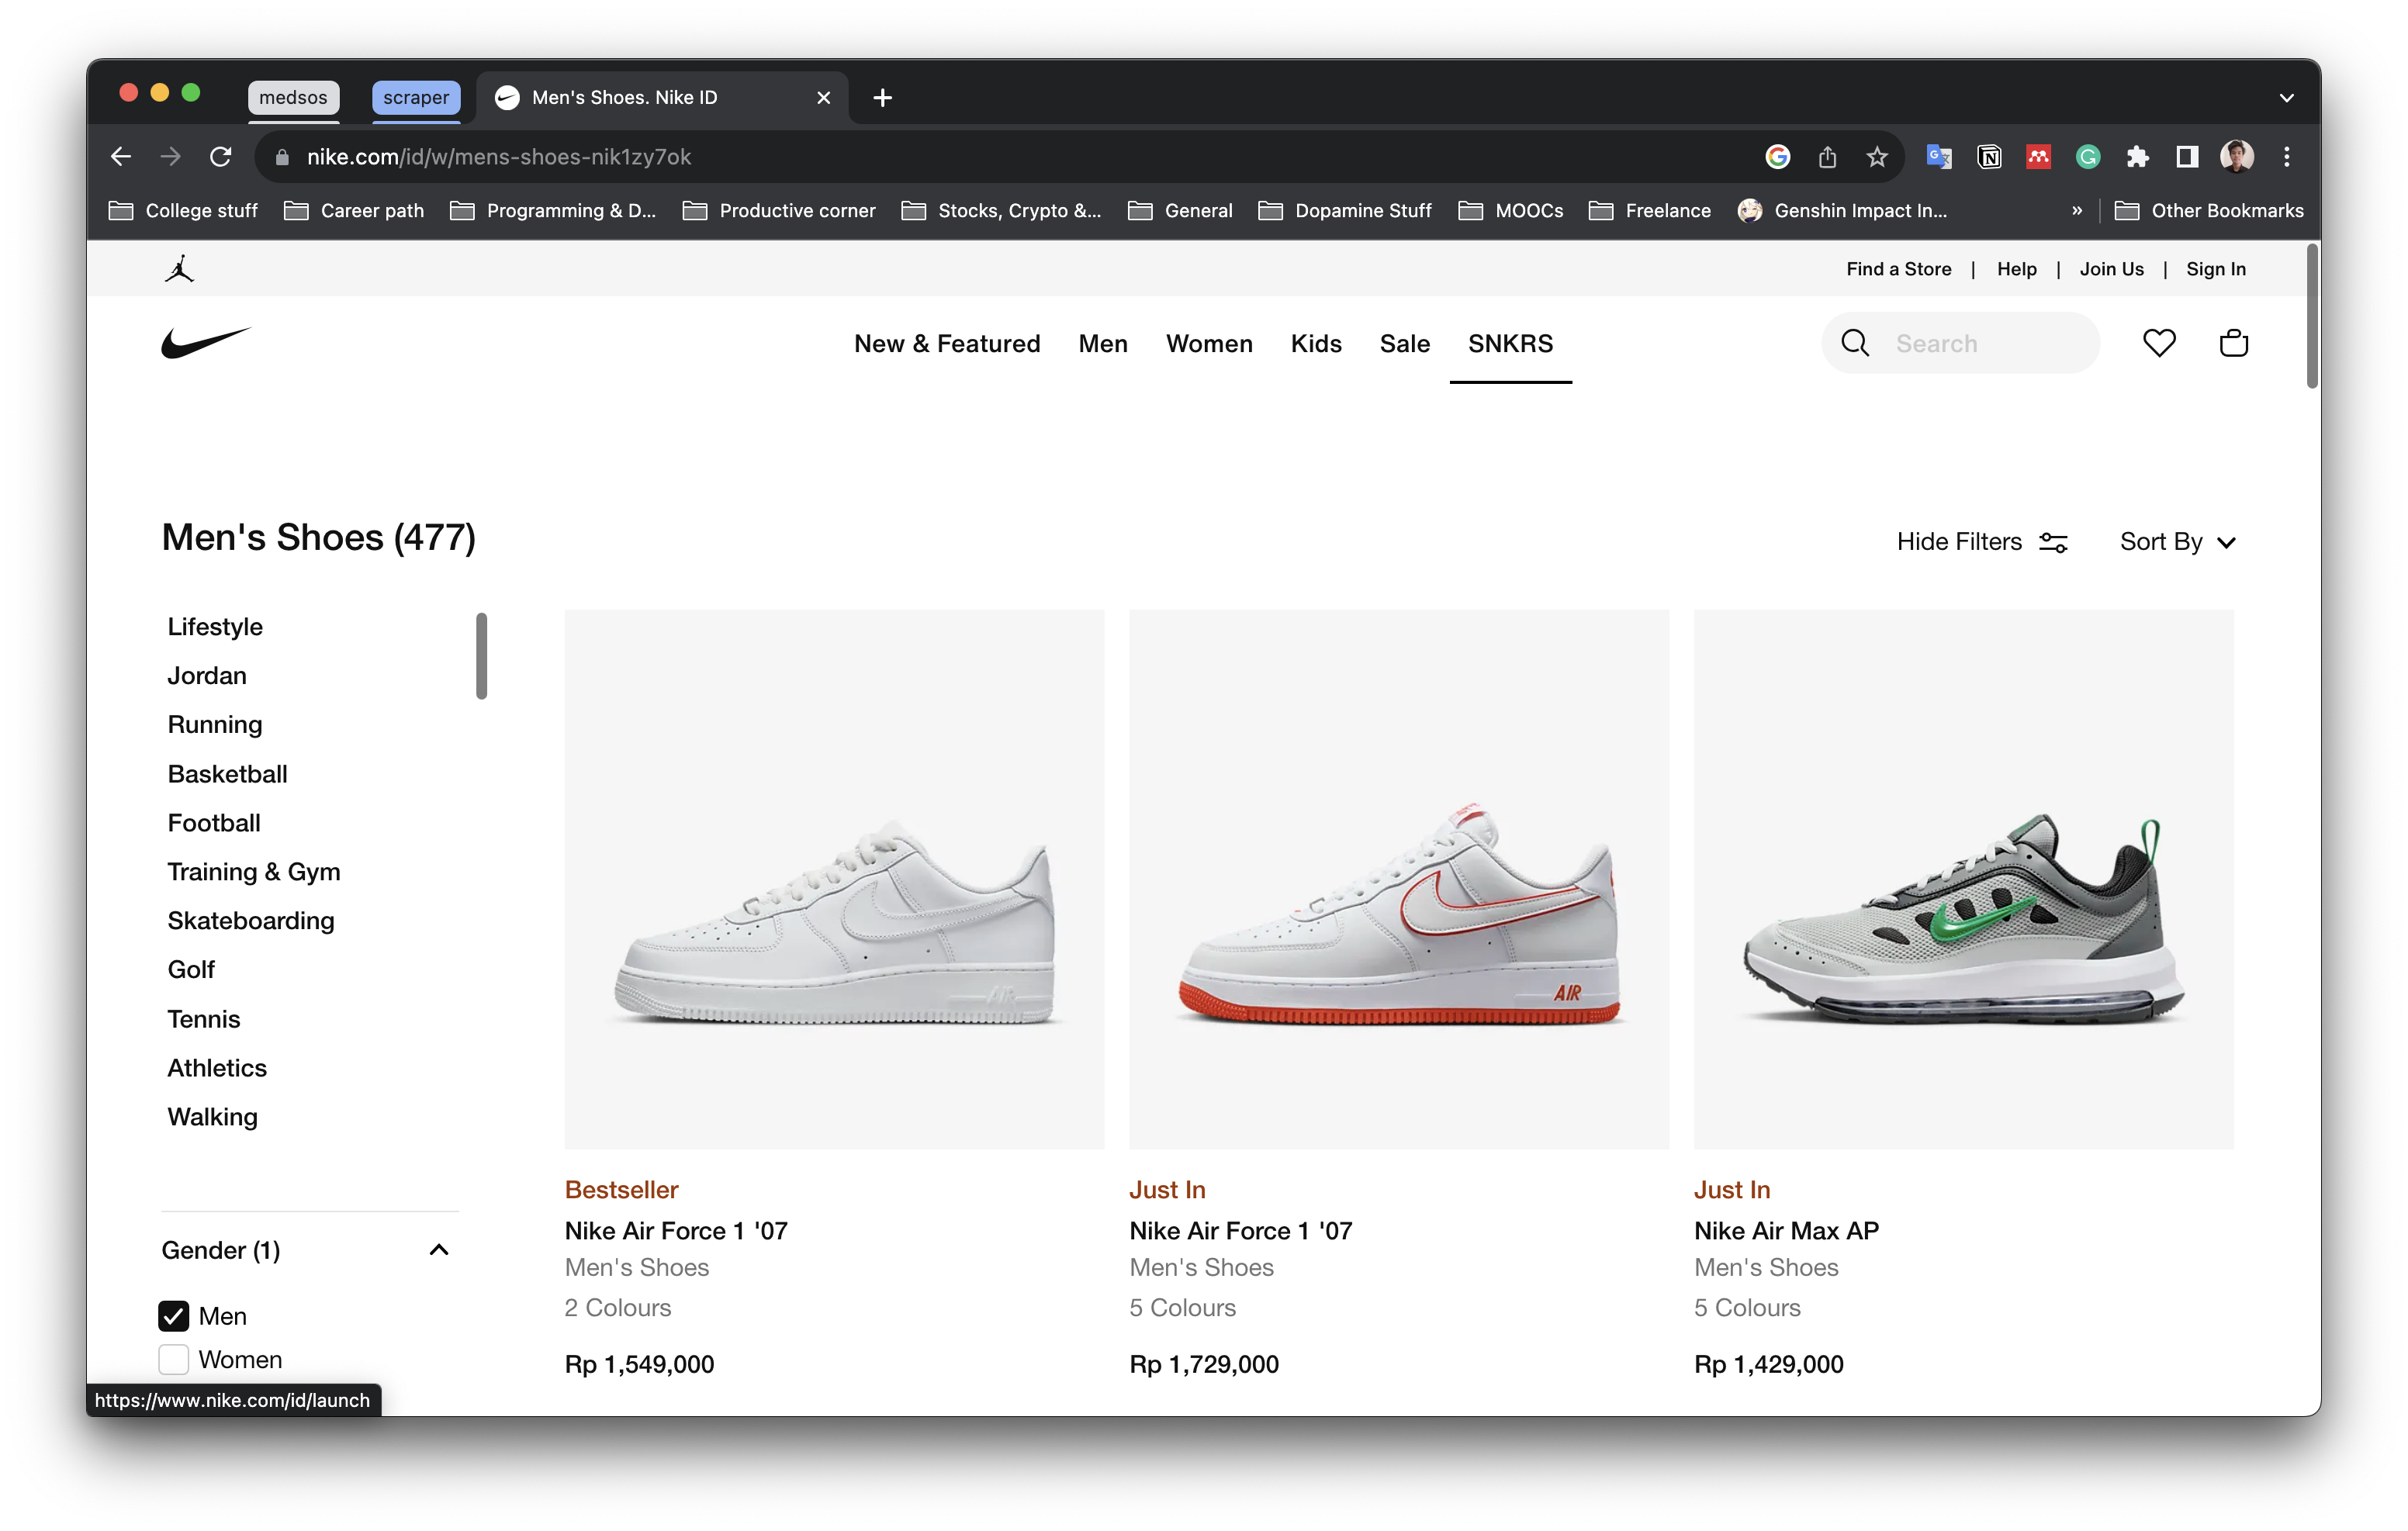 medsos scraper Men's Shoes. Nike ID
nike.com/id/w/mens-shoes-nik1zy7ok
College stuff Career path Programming & D... Productive corner Stocks, Crypto &... General Dopamine Stuff MOOCs Freelance Genshin Impact In... » Other Bookmarks
Find a Store | Help | Join Us | Sign In
New & Featured Men Women Kids Sale SNKRS Search
Men's Shoes (477) Hide Filters Sort By
Lifestyle
Jordan
Running
Basketball
Football
Training & Gym
Skateboarding
Golf
Tennis
Athletics
Walking
Gender (1)
Men
Women
AIR
AIR
Bestseller
Nike Air Force 1 '07
Men's Shoes
2 Colours
Rp 1,549,000
Just In
Nike Air Force 1 '07
Men's Shoes
5 Colours
Rp 1,729,000
Just In
Nike Air Max AP
Men's Shoes
5 Colours
Rp 1,429,000
https://www.nike.com/id/launch